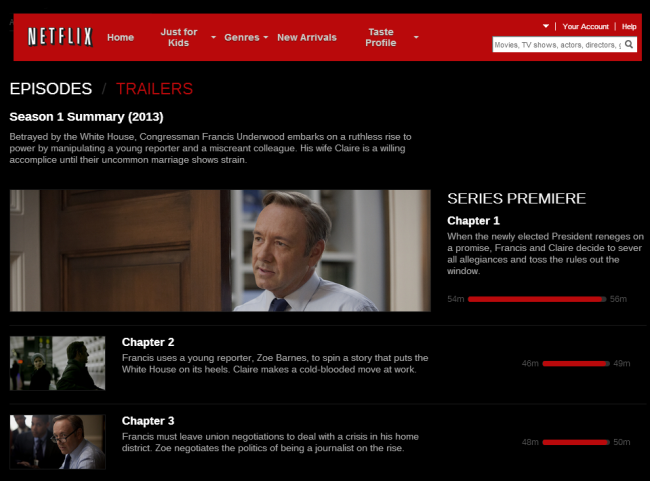 NETFLIX
Home
Just for
Kids
Genres
New Arrivals
Taste
Profile
Your Account
Help
Movies, TV shows, actors, directors, g
EPISODES / TRAILERS
Season 1 Summary (2013)
Betrayed by the White House, Congressman Francis Underwood embarks on a ruthless rise to
power by manipulating a young reporter and a miscreant colleague. His wife Claire is a willing
accomplice until their uncommon marriage shows strain.
SERIES PREMIERE
Chapter 1
When the newly elected President reneges on
a promise, Francis and Claire decide to sever
all allegiances and toss the rules out the
window.
54m 56m
Chapter 2
Francis uses a young reporter, Zoe Barnes, to spin a story that puts the
White House on its heels. Claire makes a cold-blooded move at work.
46m 49m
Chapter 3
Francis must leave union negotiations to deal with a crisis in his home
district. Zoe negotiates the politics of being a journalist on the rise.
48m 50m